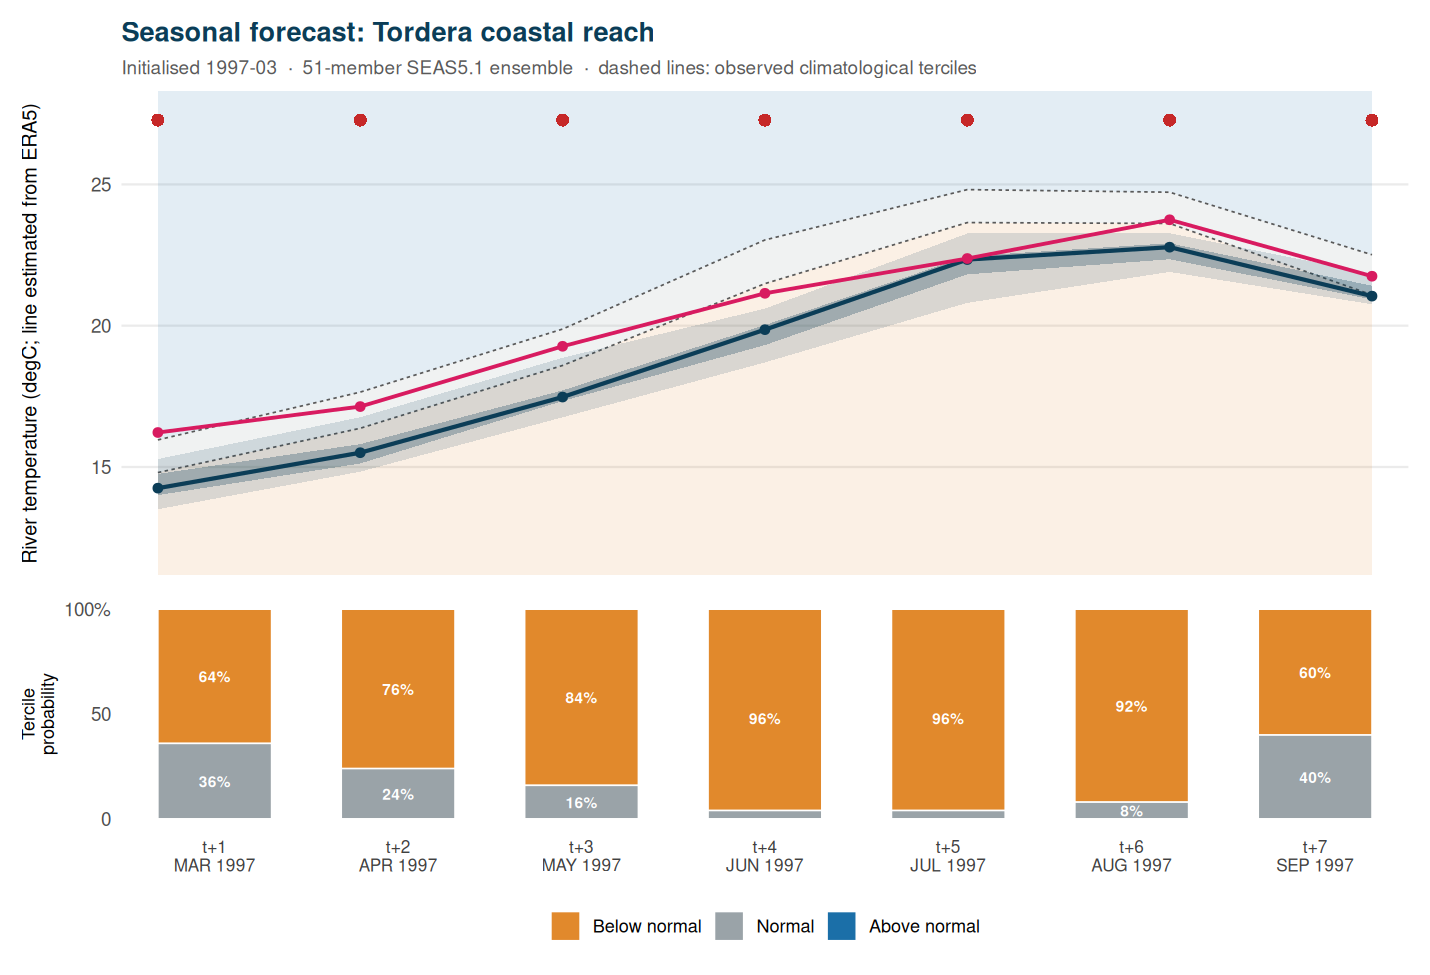 Seasonal forecast: Tordera coastal reach
Initialised 1997-03 · 51-member SEAS5.1 ensemble · dashed lines: observed climatological terciles
River temperature (degC; line estimated from ERA5)
25
20
15
Tercile
probability
100%
50
0
64%
76%
84%
96%
96%
92%
60%
36%
24%
16%
8%
40%
t+1
MAR 1997
t+2
APR 1997
t+3
MAY 1997
t+4
JUN 1997
t+5
JUL 1997
t+6
AUG 1997
t+7
SEP 1997
Below normal
Normal
Above normal